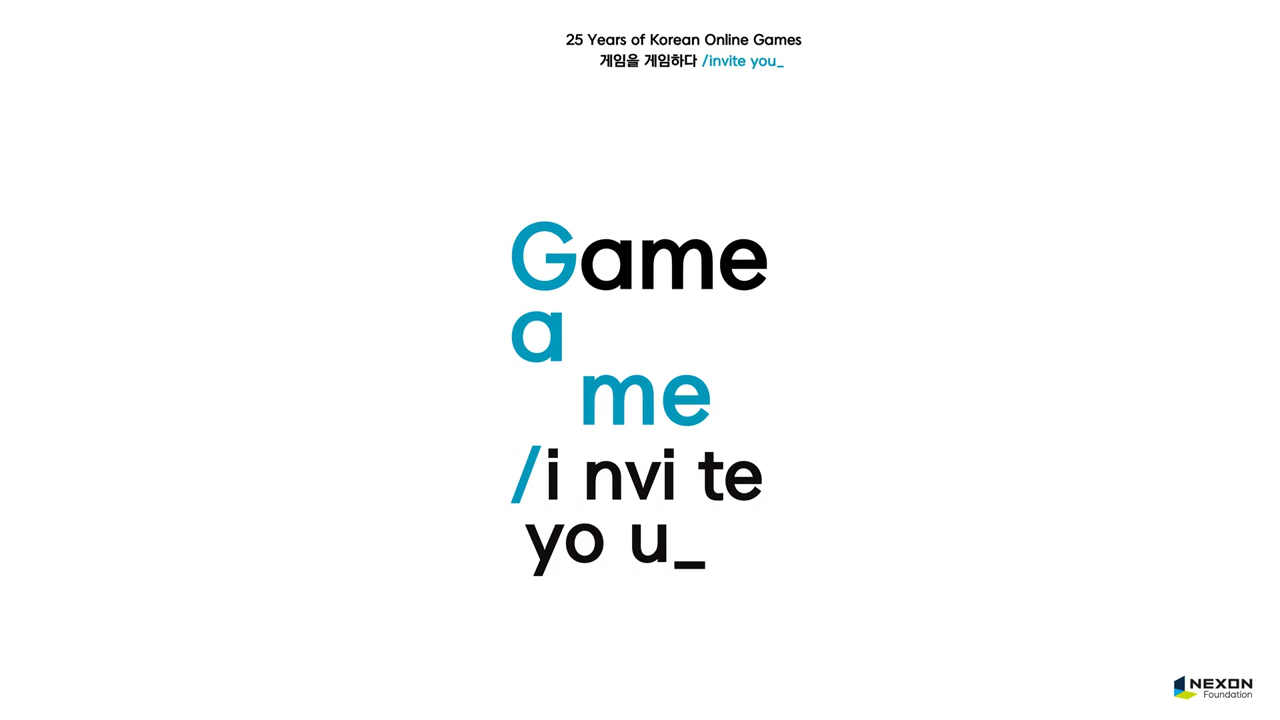 25 Years of Korean Online Games
게임을 게임하다 /invite you_
Game
a
me
/i nvi te
yo u_
NEXON
Foundation